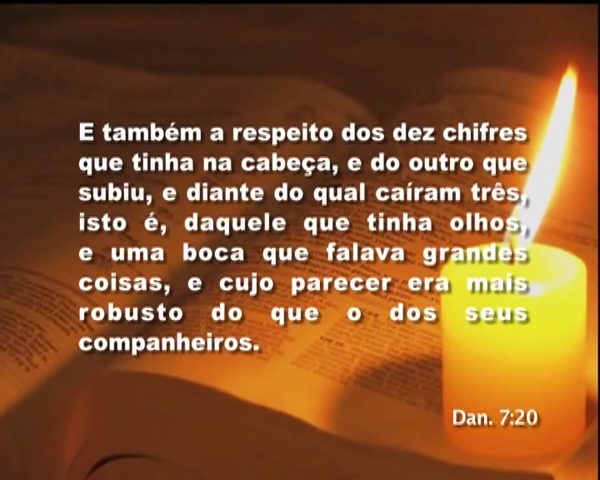 E também a respeito dos dez chifres
que tinha na cabeça, e do outro que
subiu, e diante do qual caíram três,
isto é, daquele que tinha olhos,
e uma boca que falava grandes
coisas, e cujo parecer era mais
robusto do que o dos seus
companheiros.
Dan. 7:20